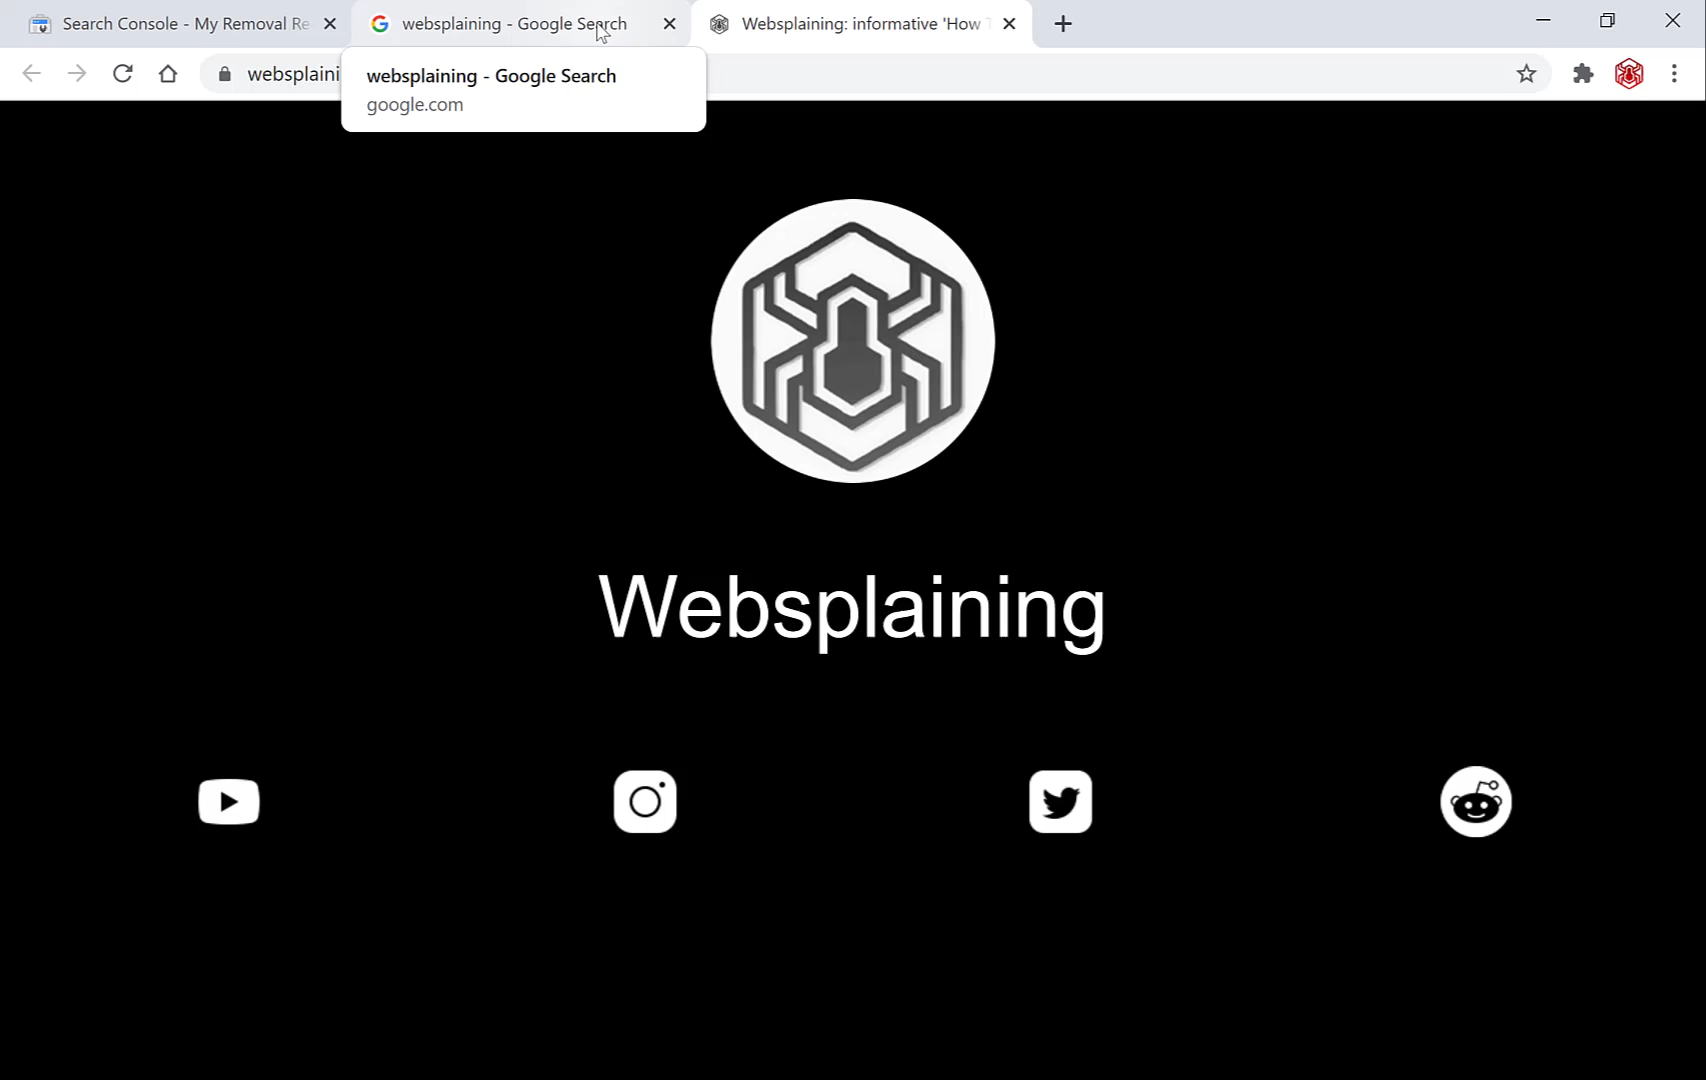 Search Console - My Removal Re
websplaining - Google Search
Websplaining: informative 'How T
websplaini
websplaining - Google Search
google.com
Websplaining